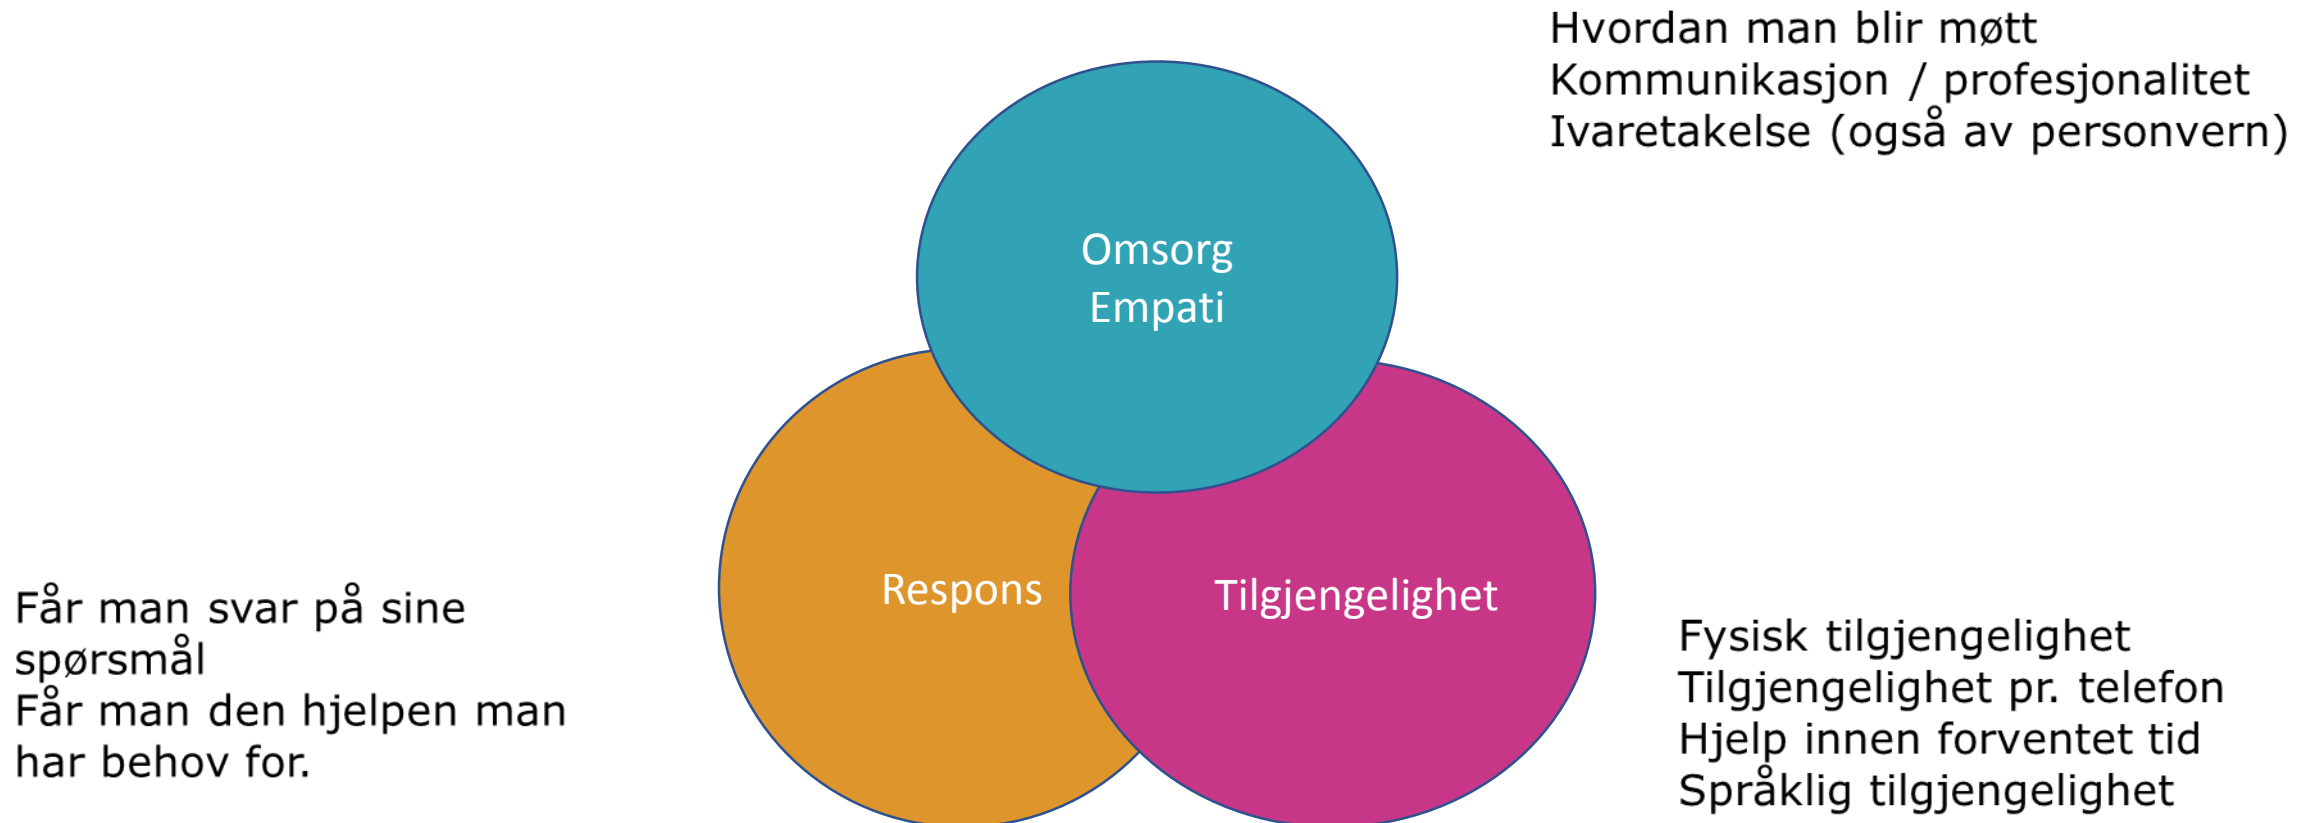 Hvordan man blir møtt
Kommunikasjon / profesjonalitet
Ivaretakelse (også av personvern)
Omsorg
Empati
Respons
Tilgjengelighet
Får man svar på sine
spørsmål
Får man den hjelpen man
har behov for.
Fysisk tilgjengelighet
Tilgjengelighet pr. telefon
Hjelp innen forventet tid
Språklig tilgjengelighet